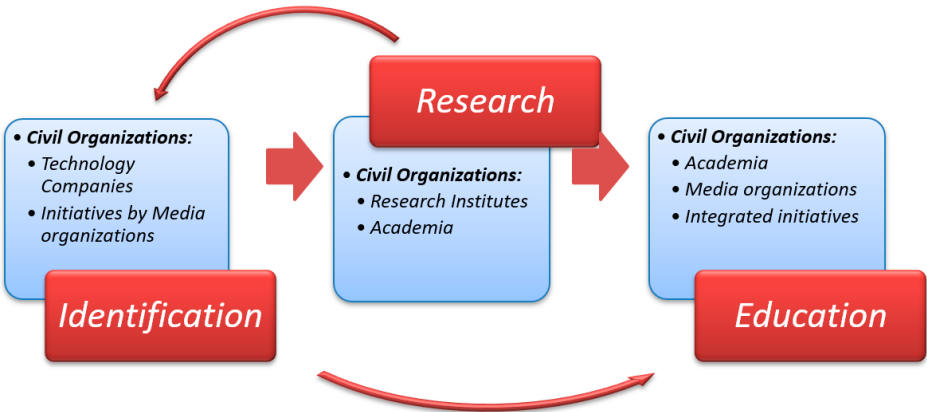 • Civil Organizations:
• Technology
Companies
• Initiatives by Media
organizations
Identification
Research
• Civil Organizations:
• Research Institutes
• Academia
• Civil Organizations:
• Academia
• Media organizations
• Integrated initiatives
Education